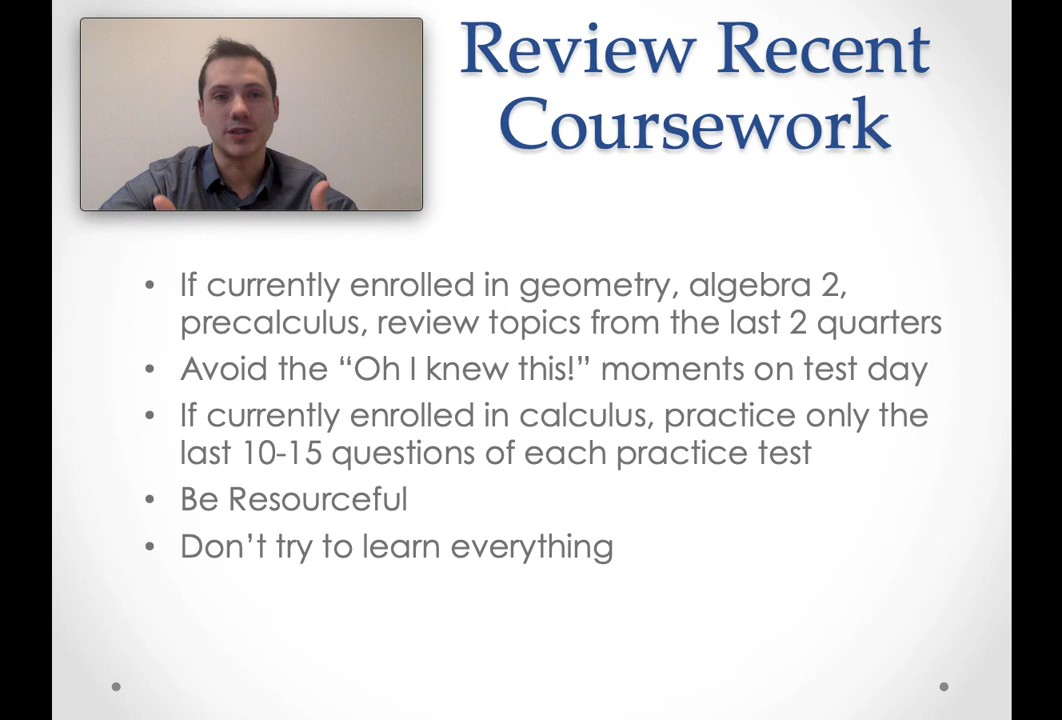 Review Recent
Coursework
• If currently enrolled in geometry, algebra 2,
precalculus, review topics from the last 2 quarters
• Avoid the “Oh I knew this!” moments on test day
• If currently enrolled in calculus, practice only the
last 10-15 questions of each practice test
• Be Resourceful
• Don’t try to learn everything